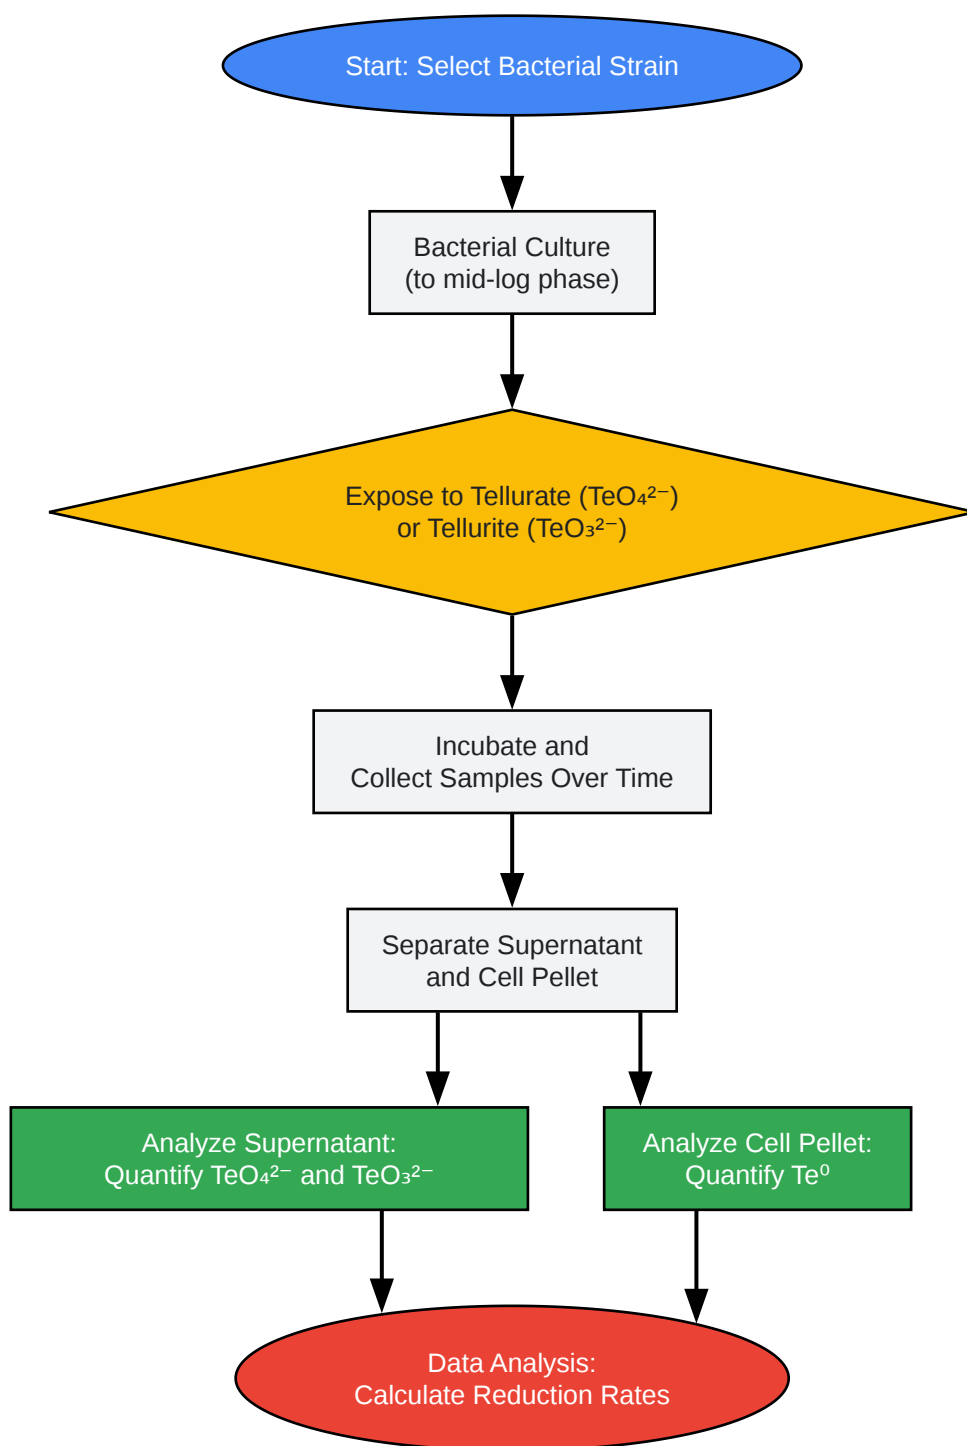 Start: Select Bacterial Strain
Bacterial Culture
(to mid-log phase)
Expose to Tellurate (TeO₄²⁻)
or Tellurite (TeO₃²⁻)
Incubate and
Collect Samples Over Time
Separate Supernatant
and Cell Pellet
Analyze Supernatant:
Quantify TeO₄²⁻ and TeO₃²⁻
Analyze Cell Pellet:
Quantify Te⁰
Data Analysis:
Calculate Reduction Rates